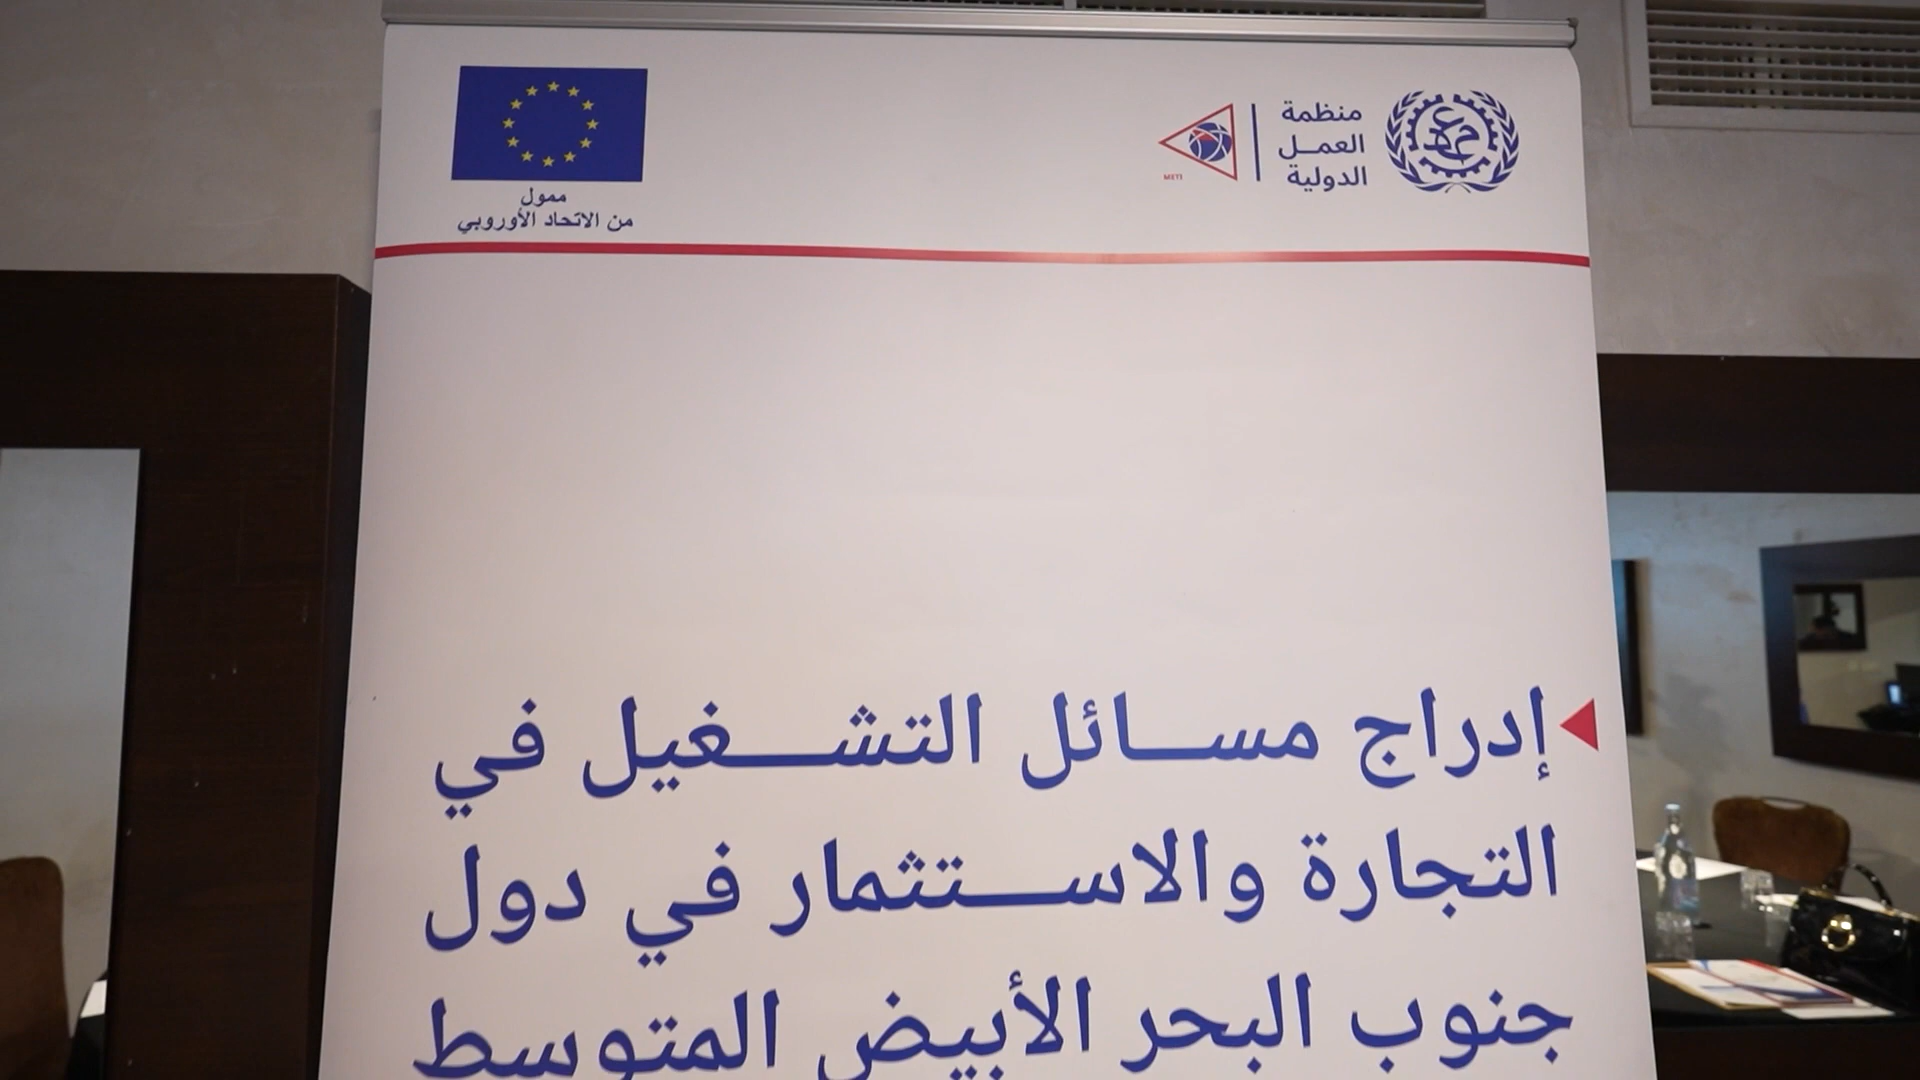 منظمة
العمل
الدولية
METI
ممول
من الاتحاد الأوروبي
إدراج مسائل التشغيل في
التجارة والاستثمار في دول
جنوب البحر الأبيض المتوسط